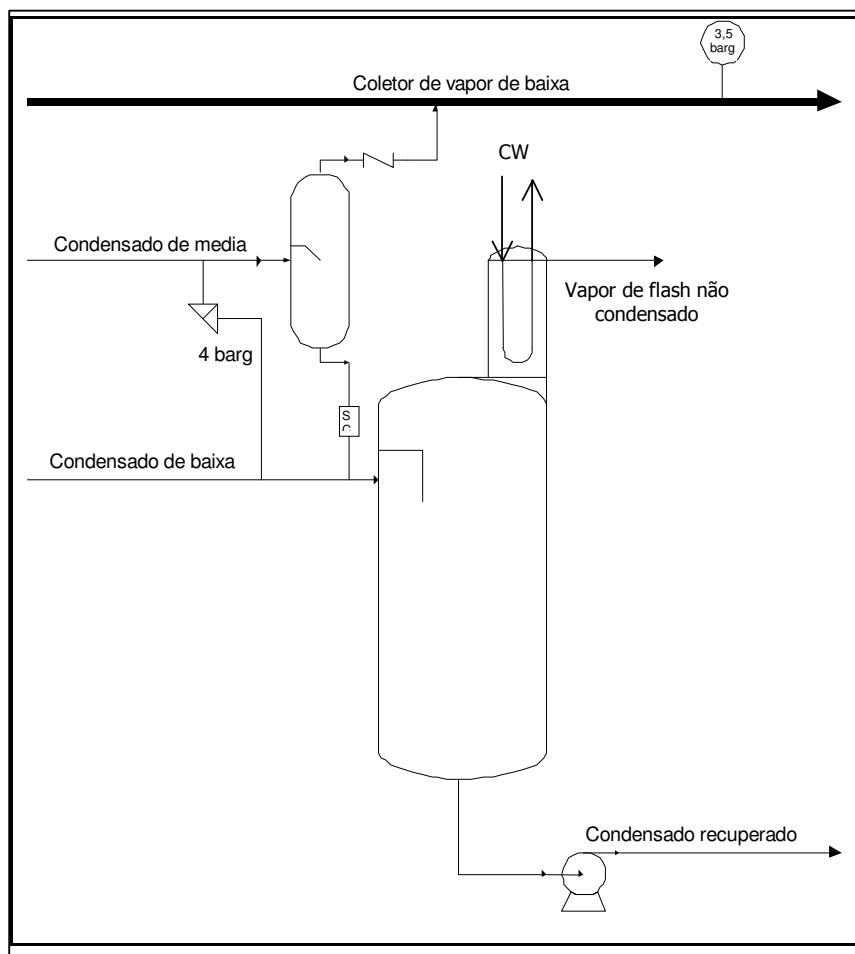 3,5
barg
Coletor de vapor de baixa
CW
Condensado de media
Vapor de flash não
condensado
4 barg
S
C
Condensado de baixa
Condensado recuperado